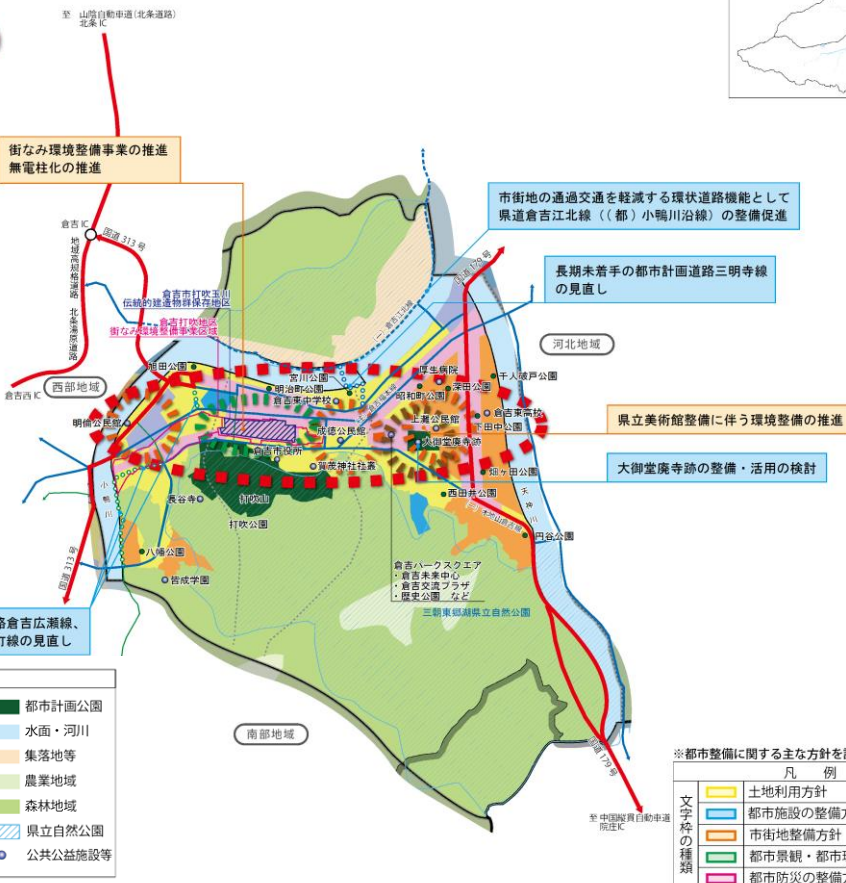 至 山陰自動車道(北条道路)
北条 IC
街なみ環境整備事業の推進
無電柱化の推進
市街地の通過交通を軽減する環状道路機能として
県道倉吉江北線（(都）小鴨川沿線）の整備促進
倉吉 IC
国道 313 号
地域高規格道路 北条湯原道路
国道 179 号
長期未着手の都市計画道路三明寺線
の見直し
倉吉市打吹玉川
伝統的建造物群保存地区
倉吉打吹地区
街なみ環境整備事業区域
(一) 倉吉江北線
河北地域
旭田公園
宮川公園
厚生病院
千人破戸公園
倉吉西 IC
西部地域
明治町公園
深田公園
昭和町公園
倉吉東中学校
倉吉東高校
上灘公民館
県立美術館整備に伴う環境整備の推進
明倫公民館
下田中公園
成徳公民館
大御堂廃寺跡
倉吉市役所
賀茂神社社叢
大御堂廃寺跡の整備・活用の検討
畑ヶ田公園
小鴨川
長谷寺
打吹山
西田井公園
天神川
打吹公園
円谷公園
八幡公園
倉吉パークスクエア
・倉吉未来中心
・倉吉交流プラザ
・歴史公園 など
国道 313 号
皆成学園
三朝東郷湖県立自然公園
路倉吉広瀬線、
町線の見直し
都市計画公園
水面・河川
集落地等
農業地域
森林地域
県立自然公園
公共公益施設等
南部地域
国道 179 号
至 中国縦貫自動車道
院庄IC
※都市整備に関する主な方針を
凡 例
文字枠の種類
土地利用方針
都市施設の整備方
市街地整備方針
都市景観・都市環
都市防災の整備方